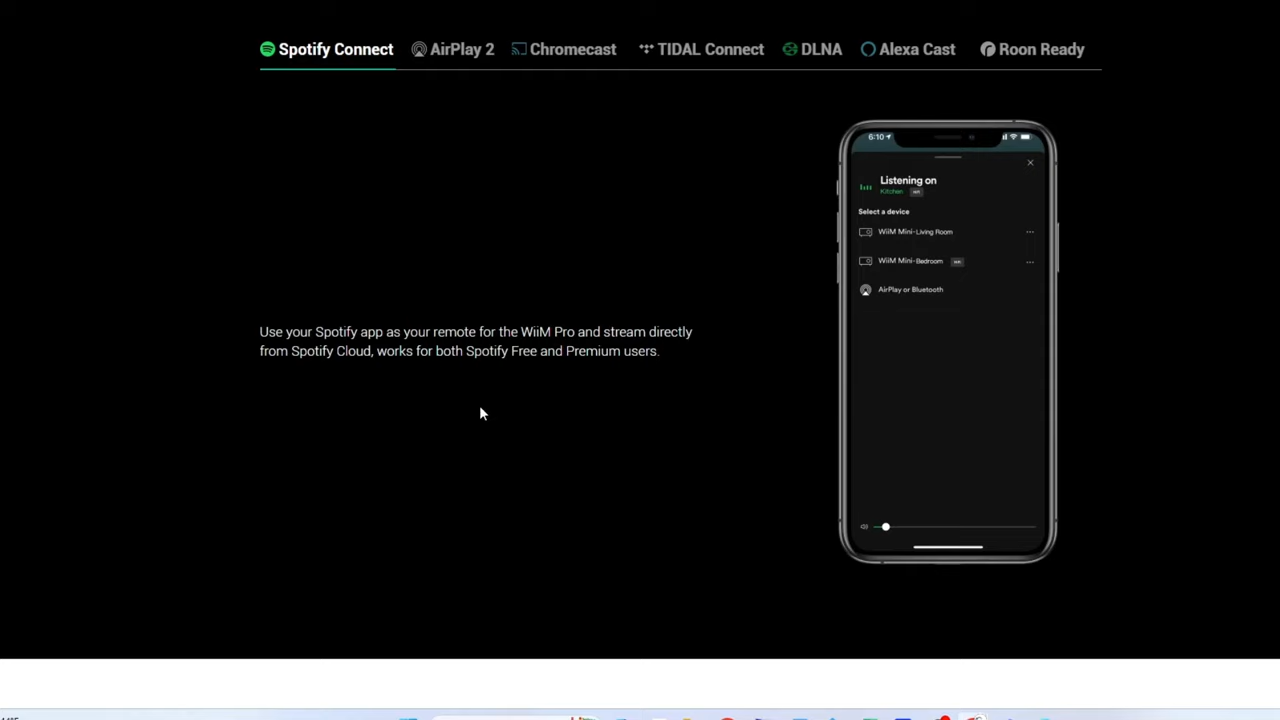 Spotify Connect AirPlay 2 Chromecast TIDAL Connect DLNA Alexa Cast Roon Ready
6:10
Listening on
Kitchen
Select a device
WiiM Mini-Living Room
WiiM Mini-Bedroom
AirPlay or Bluetooth
Use your Spotify app as your remote for the WiiM Pro and stream directly
from Spotify Cloud, works for both Spotify Free and Premium users.